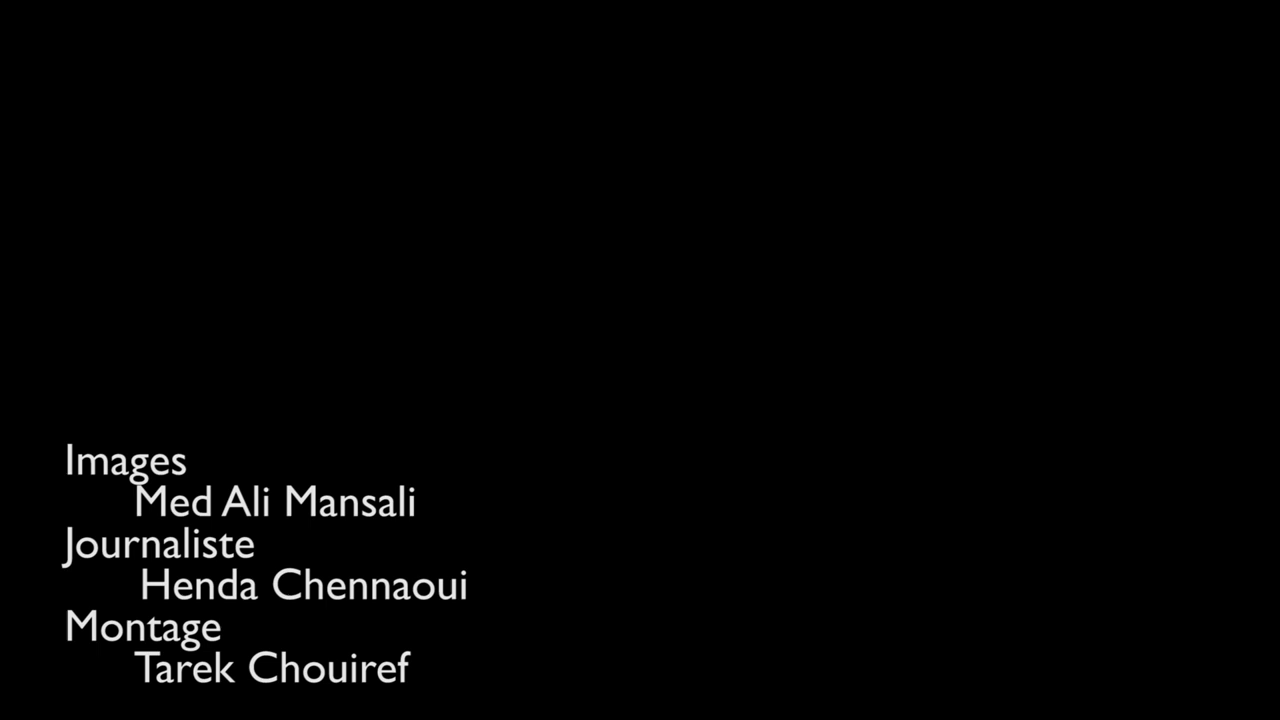 Images
Med Ali Mansali
Journaliste
Henda Chennaoui
Montage
Tarek Chouiref